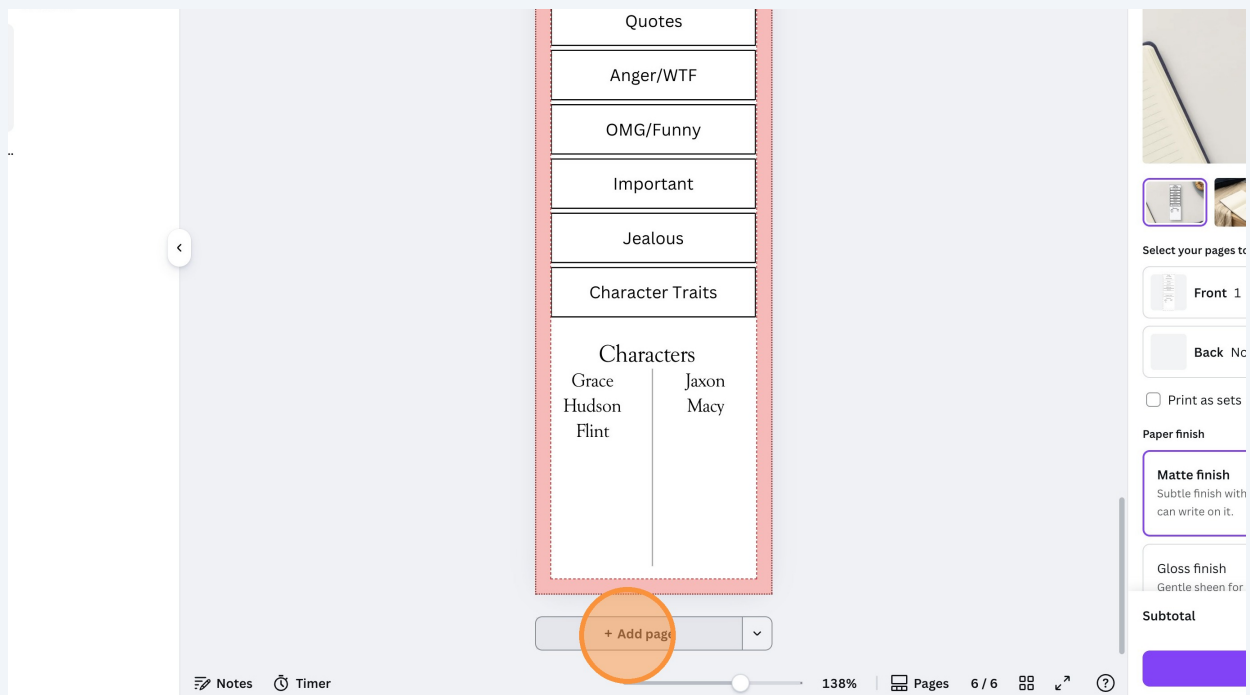 Quotes
Anger/WTF
OMG/Funny
Important
Jealous
Character Traits
Characters
Grace
Hudson
Flint
Jaxon
Macy
+ Add page
Notes
Timer
138%
Pages
6 / 6
Select your pages to
Front 1
Back No
Print as sets
Paper finish
Matte finish
Subtle finish with
can write on it.
Gloss finish
Gentle sheen for
Subtotal